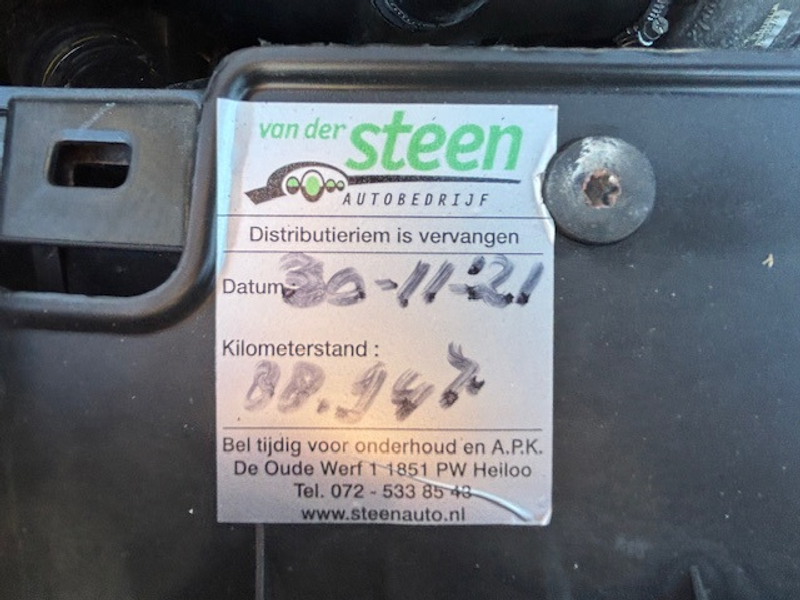 van der steen
AUTOBEDRIJF
Distributieriem is vervangen
Datum: 30-11-'21
Kilometerstand :
88.947
Bel tijdig voor onderhoud en A.P.K.
De Oude Werf 1 1851 PW Heiloo
Tel. 072 - 533 85 43
www.steenauto.nl